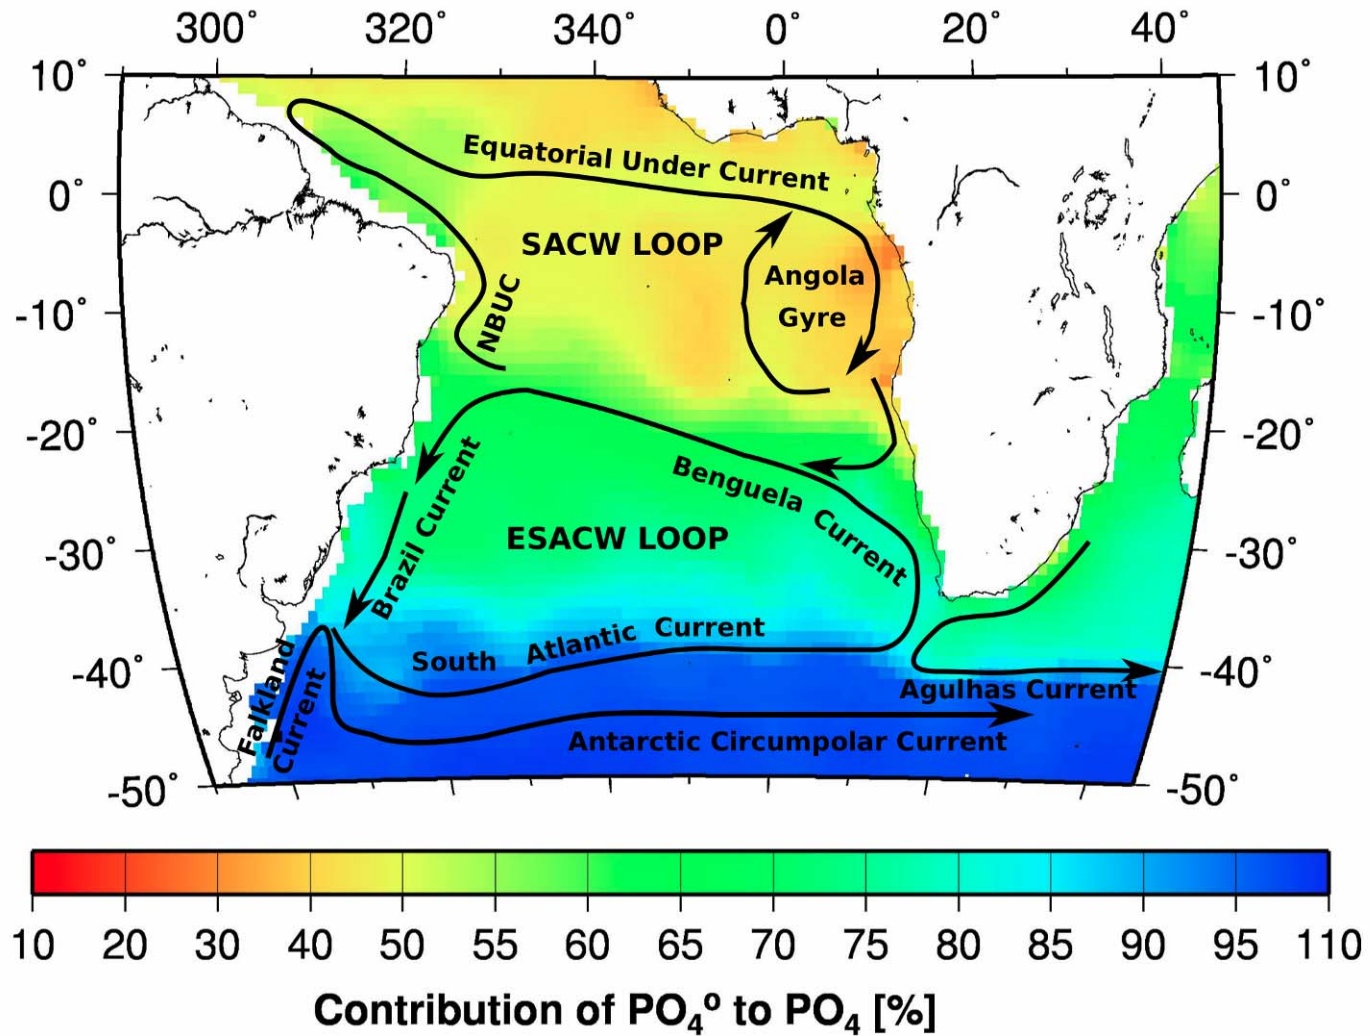 300° 320° 340° 0° 20° 40°
10° 10°
Equatorial Under Current
0° 0°
SACW LOOP
Angola
Gyre
NBUC
-10° -10°
-20° -20°
Brazil Current
Benguela Current
ESACW LOOP
-30° -30°
South Atlantic Current
-40° -40°
Falkland
Current
Agulhas Current
Antarctic Circumpolar Current
-50° -50°
10 20 30 40 50 55 60 65 70 75 80 85 90 95 110
Contribution of PO₄⁰ to PO₄ [%]